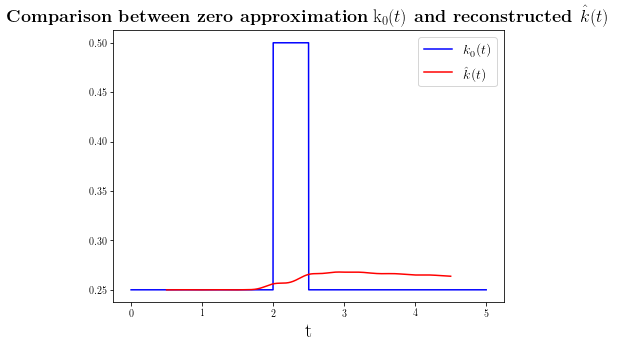 Comparison between zero approximation k₀(t) and reconstructed k̂(t)
k₀(t)
k̂(t)
0.50
0.45
0.40
0.35
0.30
0.25
0 1 2 3 4 5
t